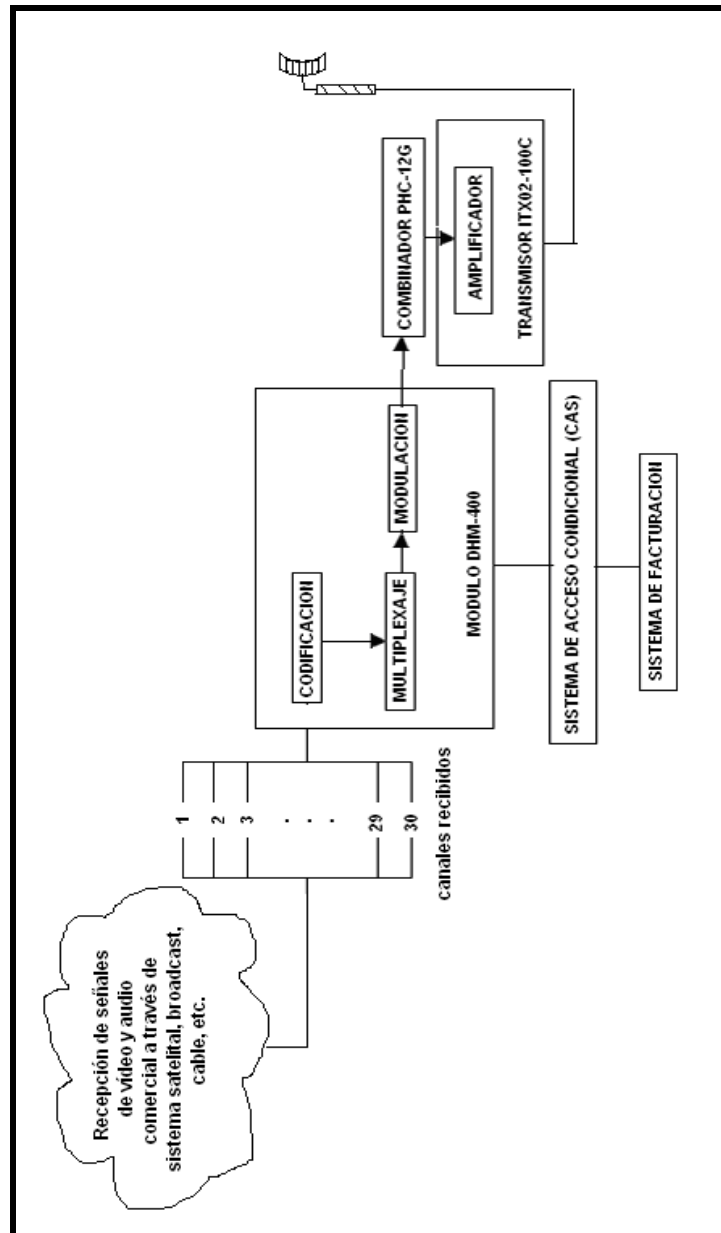 Recepción de señales
de vídeo y audio
comercial a través de
sistema satelital, broadcast,
cable, etc.
1
2
3
.
.
.
29
30
canales recibidos
CODIFICACION
MULTIPLEXAJE
MODULACION
MODULO DHM-400
COMBINADOR PHC-12G
AMPLIFICADOR
TRANSMISOR ITX02-100C
SISTEMA DE ACCESO CONDICIONAL (CAS)
SISTEMA DE FACTURACION